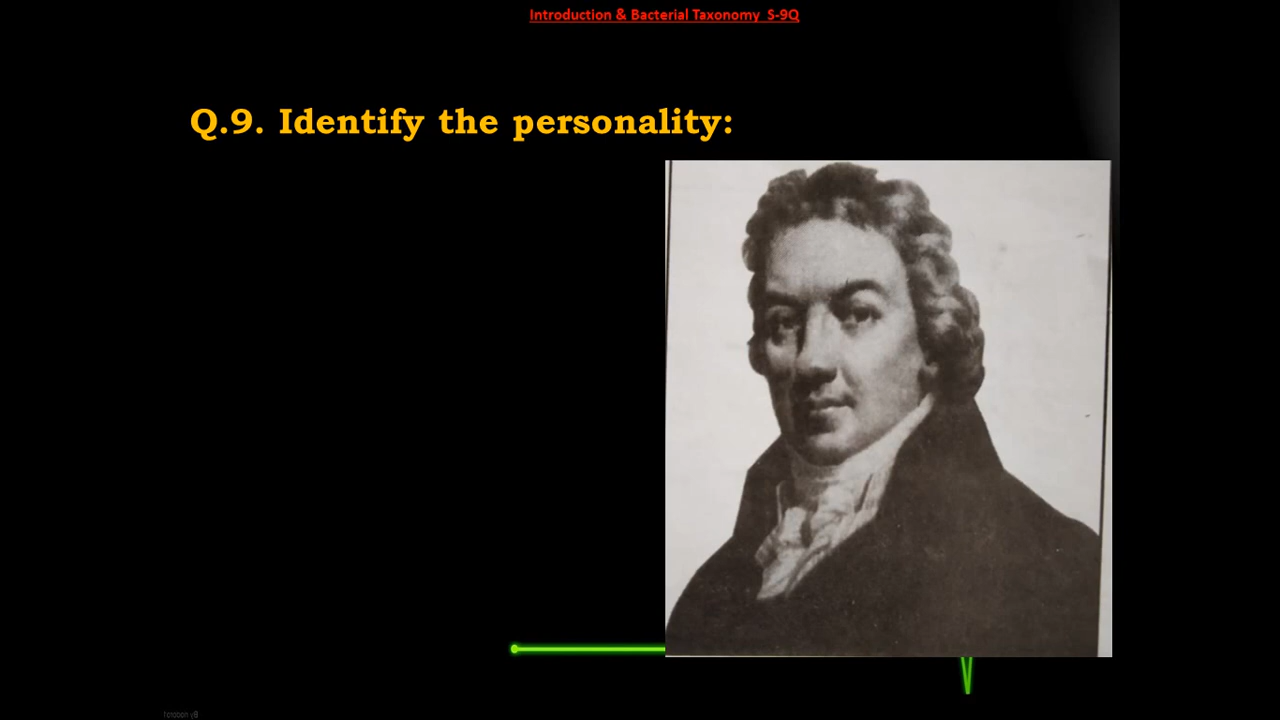 Introduction & Bacterial Taxonomy S-9Q
Q.9. Identify the personality: